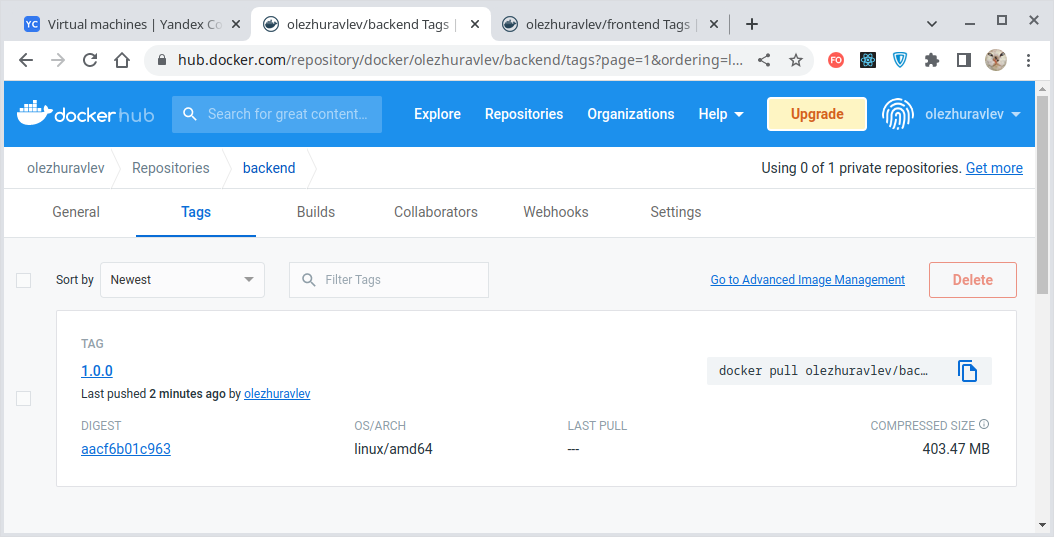 YC Virtual machines | Yandex Co
olezhuravlev/backend Tags |
olezhuravlev/frontend Tags |
hub.docker.com/repository/docker/olezhuravlev/backend/tags?page=1&ordering=l...
FO
docker hub
Search for great content...
Explore
Repositories
Organizations
Help
Upgrade
olezhuravlev
olezhuravlev
Repositories
backend
Using 0 of 1 private repositories. Get more
General
Tags
Builds
Collaborators
Webhooks
Settings
Sort by
Newest
Filter Tags
Go to Advanced Image Management
Delete
TAG
1.0.0
docker pull olezhuravlev/bac…
Last pushed 2 minutes ago by olezhuravlev
DIGEST
OS/ARCH
LAST PULL
COMPRESSED SIZE
aacf6b01c963
linux/amd64
---
403.47 MB